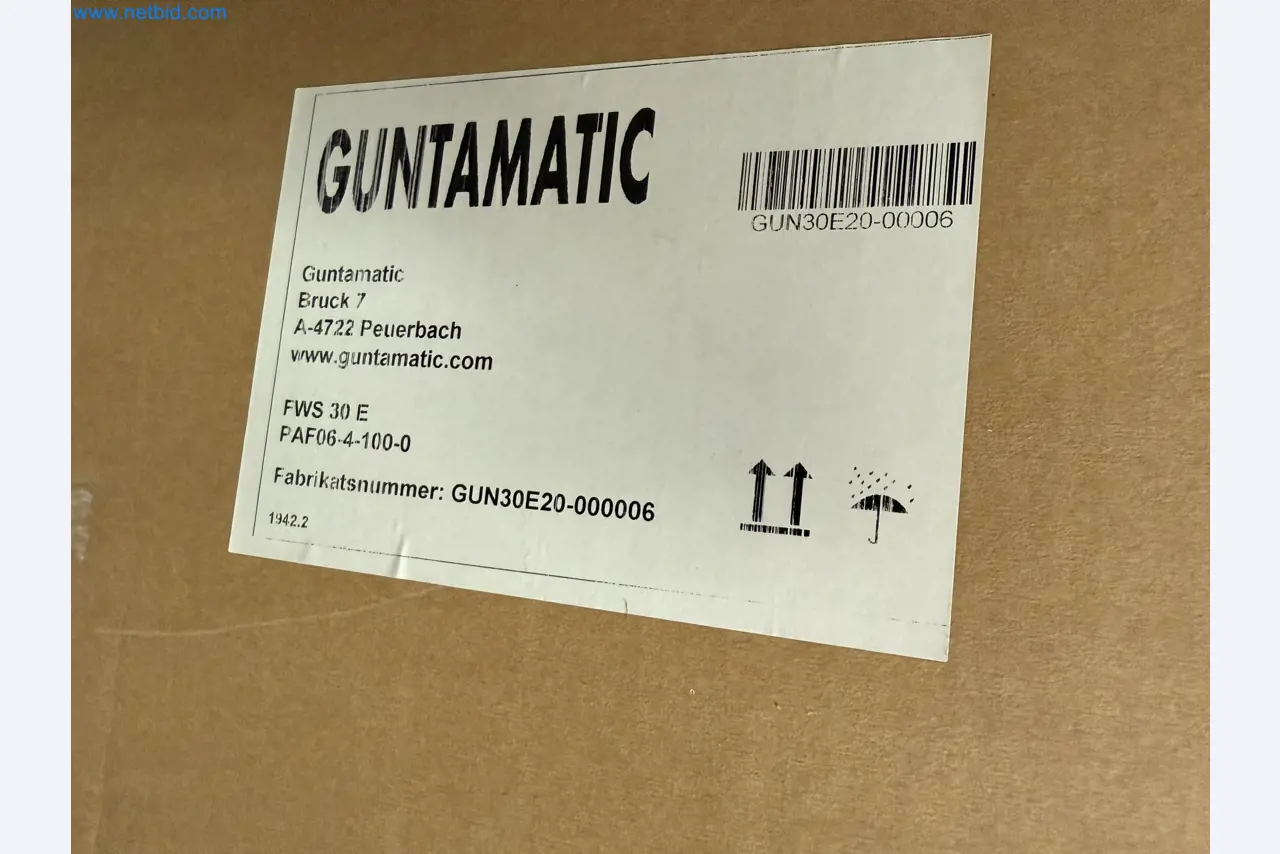 www.netbid.com
GUNTAMATIC
GUN30E20-00006
Guntamatic
Bruck 7
A-4722 Peuerbach
www.guntamatic.com
FWS 30 E
PAF06-4-100-0
Fabrikatsnummer: GUN30E20-000006
1942.2